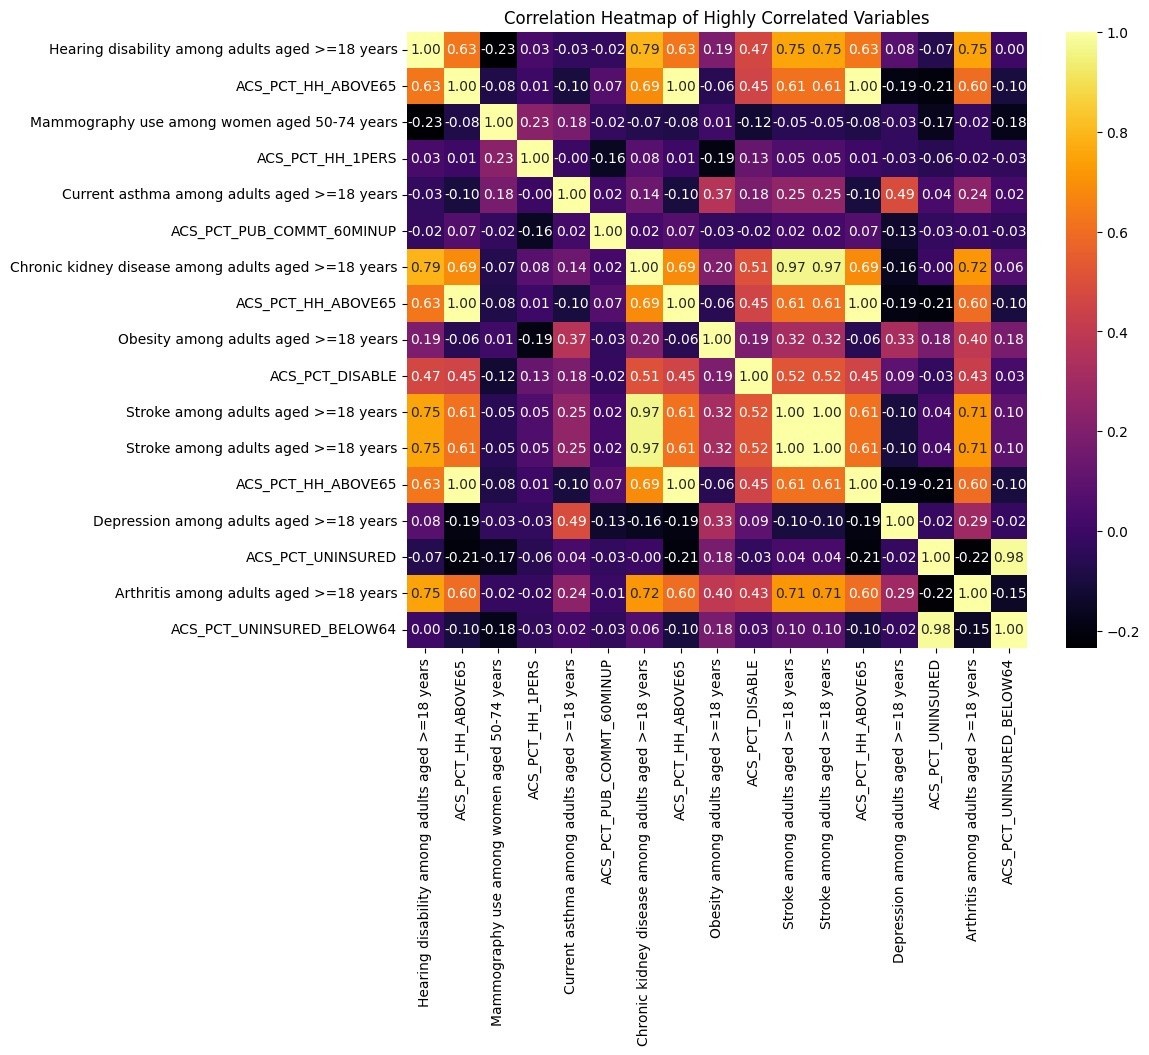 Correlation Heatmap of Highly Correlated Variables
Hearing disability among adults aged >=18 years 1.00 0.63 -0.23 0.03 -0.03 -0.02 0.79 0.63 0.19 0.47 0.75 0.75 0.63 0.08 -0.07 0.75 0.00
ACS_PCT_HH_ABOVE65 0.63 1.00 -0.08 0.01 -0.10 0.07 0.69 1.00 -0.06 0.45 0.61 0.61 1.00 -0.19 -0.21 0.60 -0.10
Mammography use among women aged 50-74 years -0.23 -0.08 1.00 0.23 0.18 -0.02 -0.07 -0.08 0.01 -0.12 -0.05 -0.05 -0.08 -0.03 -0.17 -0.02 -0.18
ACS_PCT_HH_1PERS 0.03 0.01 0.23 1.00 -0.00 -0.16 0.08 0.01 -0.19 0.13 0.05 0.05 0.01 -0.03 -0.06 -0.02 -0.03
Current asthma among adults aged >=18 years -0.03 -0.10 0.18 -0.00 1.00 0.02 0.14 -0.10 0.37 0.18 0.25 0.25 -0.10 0.49 0.04 0.24 0.02
ACS_PCT_PUB_COMMT_60MINUP -0.02 0.07 -0.02 -0.16 0.02 1.00 0.02 0.07 -0.03 -0.02 0.02 0.02 0.07 -0.13 -0.03 -0.01 -0.03
Chronic kidney disease among adults aged >=18 years 0.79 0.69 -0.07 0.08 0.14 0.02 1.00 0.69 0.20 0.51 0.97 0.97 0.69 -0.16 -0.00 0.72 0.06
ACS_PCT_HH_ABOVE65 0.63 1.00 -0.08 0.01 -0.10 0.07 0.69 1.00 -0.06 0.45 0.61 0.61 1.00 -0.19 -0.21 0.60 -0.10
Obesity among adults aged >=18 years 0.19 -0.06 0.01 -0.19 0.37 -0.03 0.20 -0.06 1.00 0.19 0.32 0.32 -0.06 0.33 0.18 0.40 0.18
ACS_PCT_DISABLE 0.47 0.45 -0.12 0.13 0.18 -0.02 0.51 0.45 0.19 1.00 0.52 0.52 0.45 0.09 -0.03 0.43 0.03
Stroke among adults aged >=18 years 0.75 0.61 -0.05 0.05 0.25 0.02 0.97 0.61 0.32 0.52 1.00 1.00 0.61 -0.10 0.04 0.71 0.10
Stroke among adults aged >=18 years 0.75 0.61 -0.05 0.05 0.25 0.02 0.97 0.61 0.32 0.52 1.00 1.00 0.61 -0.10 0.04 0.71 0.10
ACS_PCT_HH_ABOVE65 0.63 1.00 -0.08 0.01 -0.10 0.07 0.69 1.00 -0.06 0.45 0.61 0.61 1.00 -0.19 -0.21 0.60 -0.10
Depression among adults aged >=18 years 0.08 -0.19 -0.03 -0.03 0.49 -0.13 -0.16 -0.19 0.33 0.09 -0.10 -0.10 -0.19 1.00 -0.02 0.29 -0.02
ACS_PCT_UNINSURED -0.07 -0.21 -0.17 -0.06 0.04 -0.03 -0.00 -0.21 0.18 -0.03 0.04 0.04 -0.21 -0.02 1.00 -0.22 0.98
Arthritis among adults aged >=18 years 0.75 0.60 -0.02 -0.02 0.24 -0.01 0.72 0.60 0.40 0.43 0.71 0.71 0.60 0.29 -0.22 1.00 -0.15
ACS_PCT_UNINSURED_BELOW64 0.00 -0.10 -0.18 -0.03 0.02 -0.03 0.06 -0.10 0.18 0.03 0.10 0.10 -0.10 -0.02 0.98 -0.15 1.00
Hearing disability among adults aged >=18 years
ACS_PCT_HH_ABOVE65
Mammography use among women aged 50-74 years
ACS_PCT_HH_1PERS
Current asthma among adults aged >=18 years
ACS_PCT_PUB_COMMT_60MINUP
Chronic kidney disease among adults aged >=18 years
ACS_PCT_HH_ABOVE65
Obesity among adults aged >=18 years
ACS_PCT_DISABLE
Stroke among adults aged >=18 years
Stroke among adults aged >=18 years
ACS_PCT_HH_ABOVE65
Depression among adults aged >=18 years
ACS_PCT_UNINSURED
Arthritis among adults aged >=18 years
ACS_PCT_UNINSURED_BELOW64
1.0
0.8
0.6
0.4
0.2
0.0
−0.2